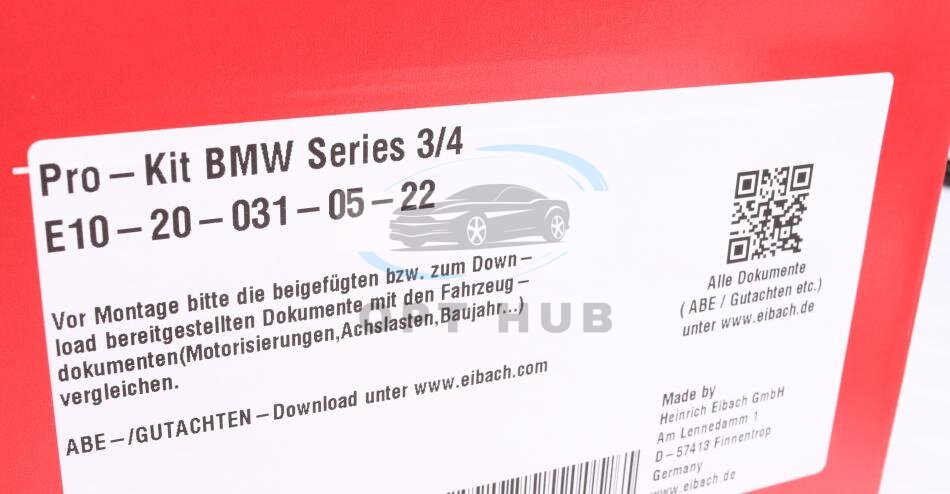 Pro – Kit BMW Series 3/4
E10 – 20 – 031 – 05 – 22
Vor Montage bitte die beigefügten bzw. zum Down –
load bereitgestellten Dokumente mit den Fahrzeug –
dokumenten(Motorisierungen,Achslasten,Baujahr...)
vergleichen.
ABE – /GUTACHTEN – Download unter www.eibach.com
Alle Dokumente
( ABE / Gutachten etc.)
unter www.eibach.de
Made by
Heinrich Eibach GmbH
Am Lennedamm 1
D – 57413 Finnentrop
Germany
www.eibach.de
OPT HUB